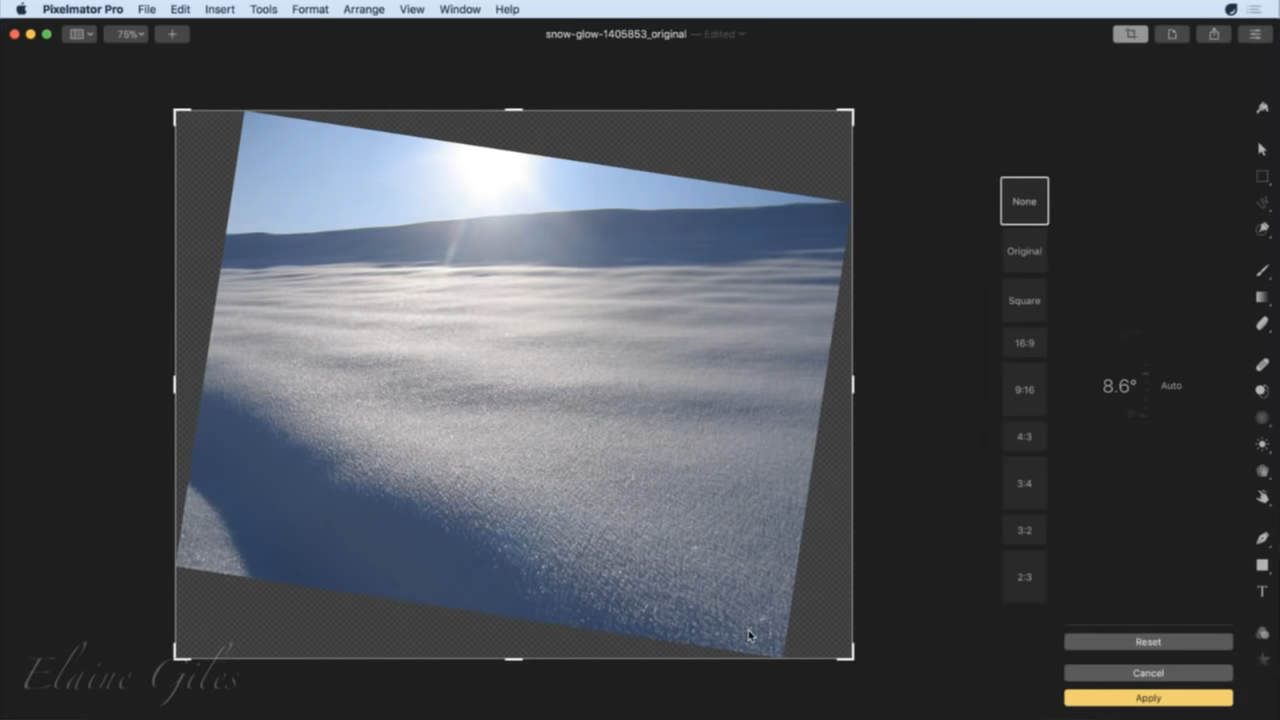 Pixelmator Pro File Edit Insert Tools Format Arrange View Window Help
75% snow-glow-1405853_original — Edited
None
Original
Square
16:9
9:16
8.6° Auto
4:3
3:4
3:2
2:3
Reset
Cancel
Apply
Elaine Giles
T